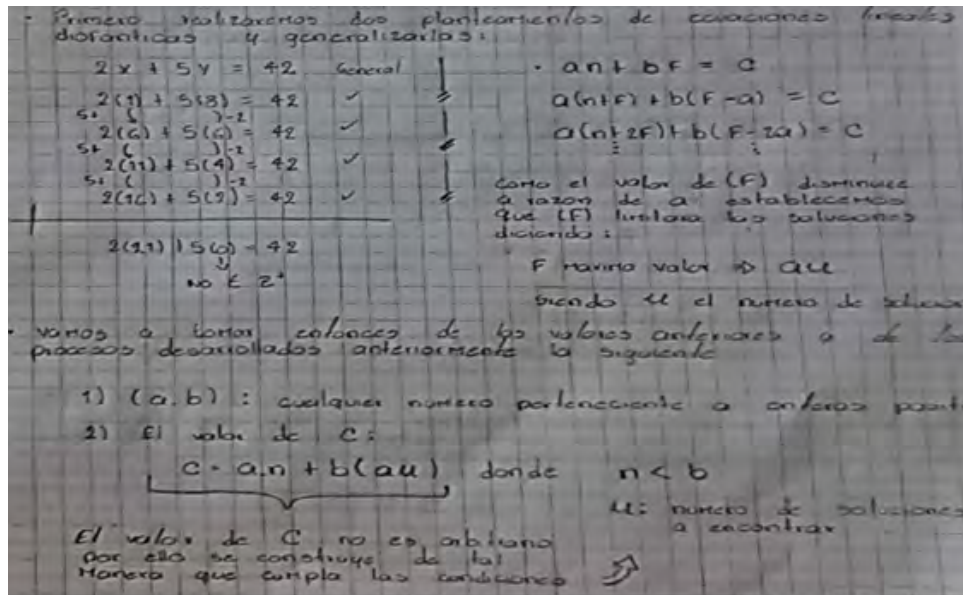 · Primero realizaremos dos planteamientos de ecuaciones lineales
diofanticas y generalizarlos:
2x + 5y = 42 General
2(1) + 5(8) = 42 ✓
5+ ( )-2
2(6) + 5(6) = 42 ✓
5+ ( )-2
2(11) + 5(4) = 42 ✓
5+ ( )-2
2(16) + 5(2) = 42 ✓
2(21) + 5(0) = 42
⇓
NO ∈ Z⁺
· an + bF = C
a(n+F) + b(F-a) = C
a(n+2F) + b(F-2a) = C
⋮ ⋮
como el valor de (F) disminuye
a razon de a establecemos
que (F) limitara las soluciones
diciendo:
F maximo valor ⇒ au
siendo u el numero de
· vamos a tomar entonces de los valores anteriores o de
procesos desarrollados anteriormente la siguiente
1) (a,b) : cualquier numero perteneciente a enteros
2) El valor de C:
C = a.n + b(au) donde n < b
u: numero de soluciones
a encontrar
El valor de C no es arbitrario
por ello se construye de tal
manera que cumpla las condiciones